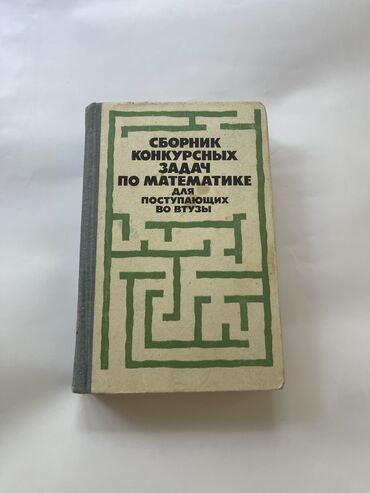 СБОРНИК
КОНКУРСНЫХ
ЗАДАЧ
ПО МАТЕМАТИКЕ
ДЛЯ
ПОСТУПАЮЩИХ
ВО ВТУЗЫ